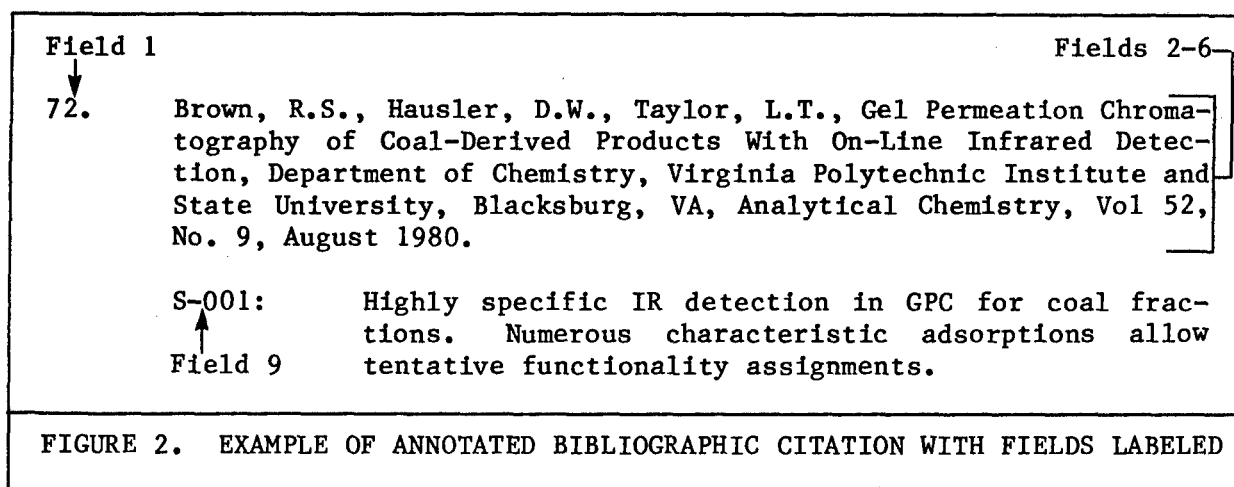 Field 1 Fields 2-6
72. Brown, R.S., Hausler, D.W., Taylor, L.T., Gel Permeation Chroma-
tography of Coal-Derived Products With On-Line Infrared Detec-
tion, Department of Chemistry, Virginia Polytechnic Institute and
State University, Blacksburg, VA, Analytical Chemistry, Vol 52,
No. 9, August 1980.
S-001: Highly specific IR detection in GPC for coal frac-
tions. Numerous characteristic adsorptions allow
Field 9 tentative functionality assignments.
FIGURE 2. EXAMPLE OF ANNOTATED BIBLIOGRAPHIC CITATION WITH FIELDS LABELED